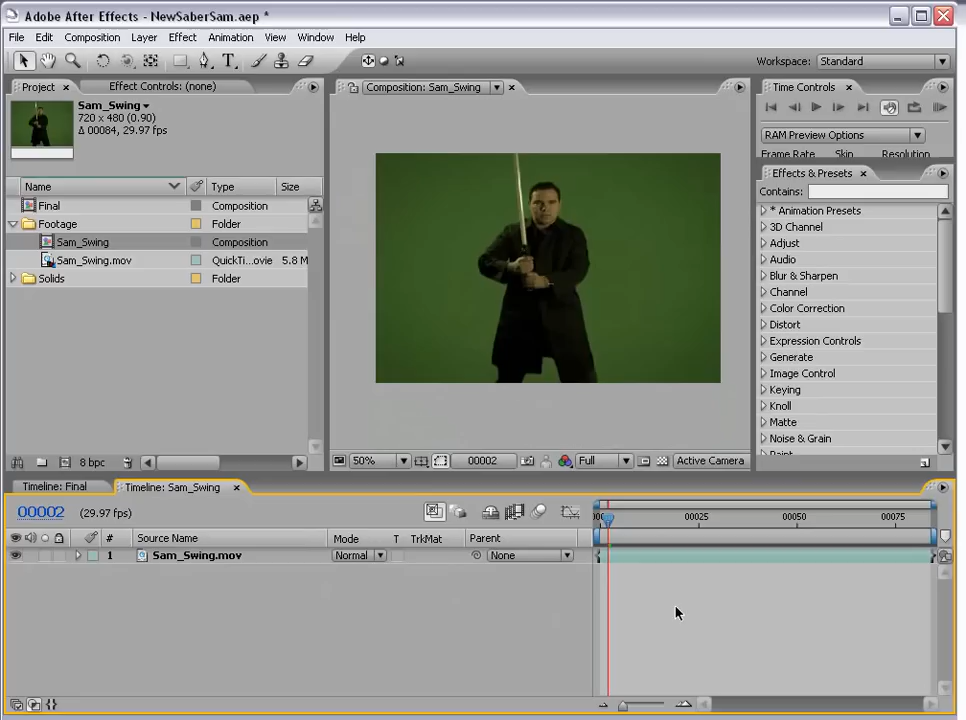 Adobe After Effects - NewSaberSam.aep *
File Edit Composition Layer Effect Animation View Window Help
Workspace: Standard
Project Effect Controls: (none)
Composition: Sam_Swing
Time Controls
Sam_Swing
720 x 480 (0.90)
Δ 00084, 29.97 fps
RAM Preview Options
Frame Rate Skip Resolution
Effects & Presets
Contains:
Name Type Size
Final Composition
Footage Folder
Sam_Swing Composition
Sam_Swing.mov QuickTi...ovie 5.8 M
Solids Folder
* Animation Presets
3D Channel
Adjust
Audio
Blur & Sharpen
Channel
Color Correction
Distort
Expression Controls
Generate
Image Control
Keying
Knoll
Matte
Noise & Grain
Paint
8 bpc
50% 00002 Full Active Camera
Timeline: Final Timeline: Sam_Swing
00002 (29.97 fps)
00025 00050 00075
# Source Name Mode T TrkMat Parent
1 Sam_Swing.mov Normal None